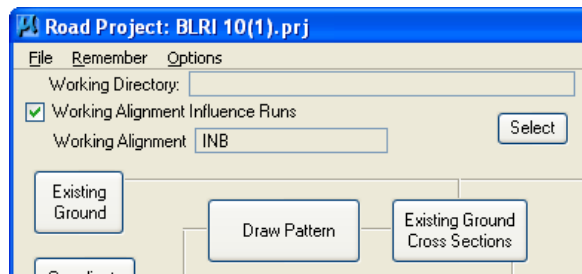 Road Project: BLRI 10(1).prj
File Remember Options
Working Directory:
Working Alignment Influence Runs
Working Alignment INB
Select
Existing
Ground
Draw Pattern
Existing Ground
Cross Sections